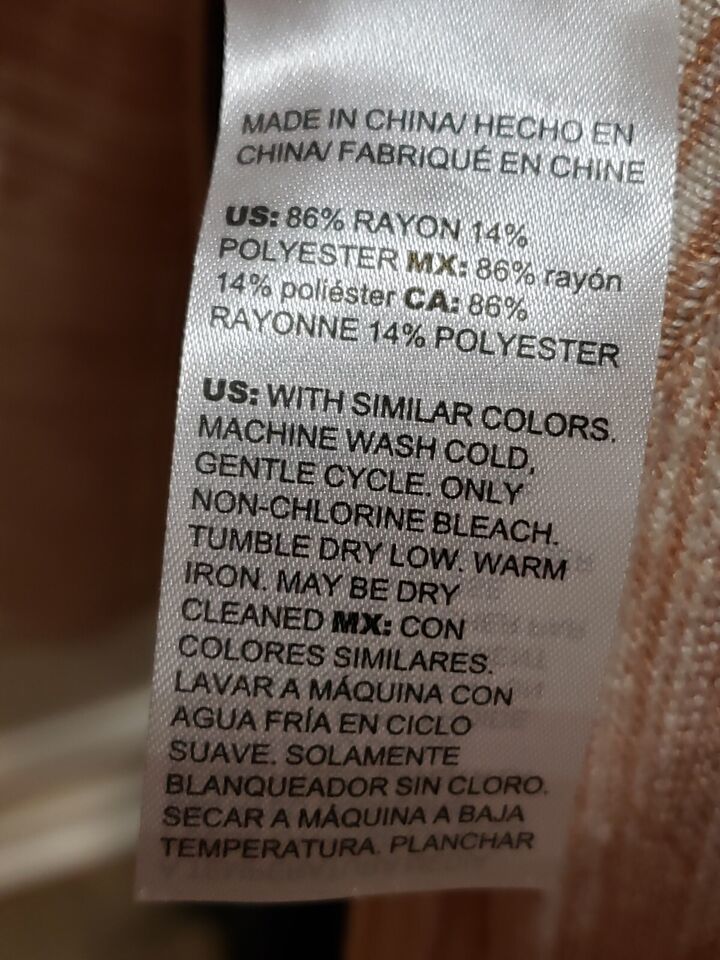 MADE IN CHINA/ HECHO EN
CHINA/ FABRIQUÉ EN CHINE
US: 86% RAYON 14%
POLYESTER MX: 86% rayón
14% poliéster CA: 86%
RAYONNE 14% POLYESTER
US: WITH SIMILAR COLORS.
MACHINE WASH COLD,
GENTLE CYCLE. ONLY
NON-CHLORINE BLEACH.
TUMBLE DRY LOW. WARM
IRON. MAY BE DRY
CLEANED MX: CON
COLORES SIMILARES.
LAVAR A MÁQUINA CON
AGUA FRÍA EN CICLO
SUAVE. SOLAMENTE
BLANQUEADOR SIN CLORO.
SECAR A MÁQUINA A BAJA
TEMPERATURA. PLANCHAR